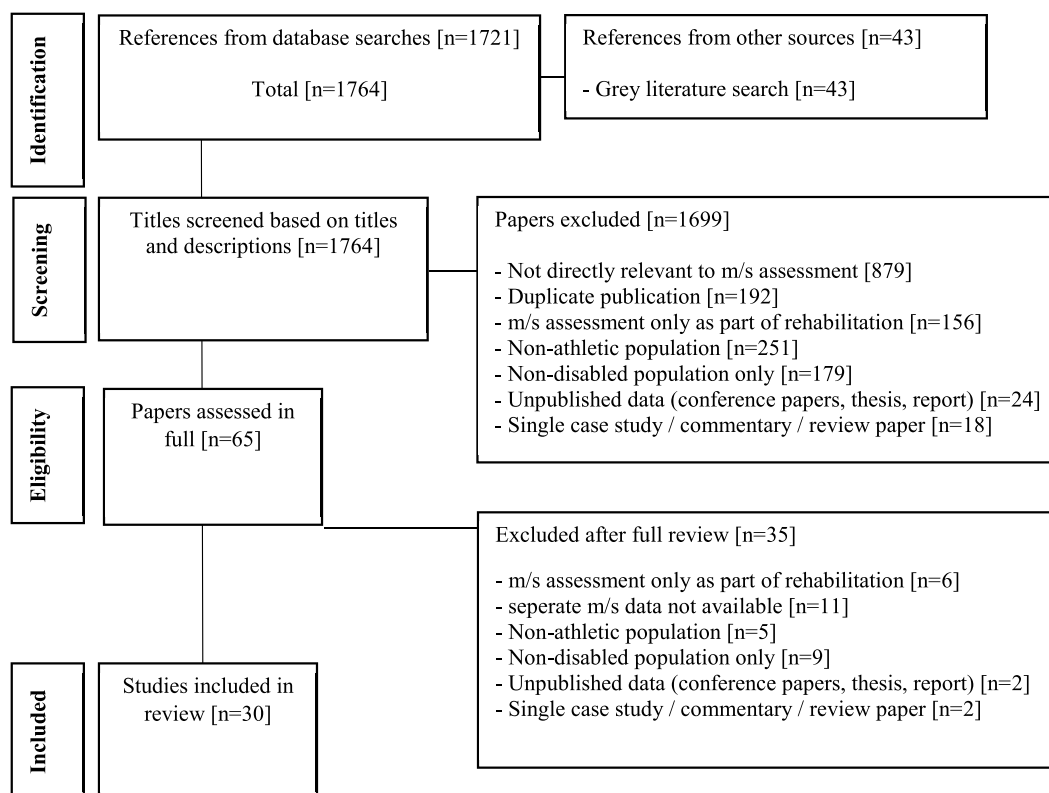 Identification
References from database searches [n=1721]
Total [n=1764]
References from other sources [n=43]
- Grey literature search [n=43]
Screening
Titles screened based on titles
and descriptions [n=1764]
Papers excluded [n=1699]
- Not directly relevant to m/s assessment [879]
- Duplicate publication [n=192]
- m/s assessment only as part of rehabilitation [n=156]
- Non-athletic population [n=251]
- Non-disabled population only [n=179]
- Unpublished data (conference papers, thesis, report) [n=24]
- Single case study / commentary / review paper [n=18]
Eligibility
Papers assessed in
full [n=65]
Excluded after full review [n=35]
- m/s assessment only as part of rehabilitation [n=6]
- seperate m/s data not available [n=11]
- Non-athletic population [n=5]
- Non-disabled population only [n=9]
- Unpublished data (conference papers, thesis, report) [n=2]
- Single case study / commentary / review paper [n=2]
Included
Studies included in
review [n=30]